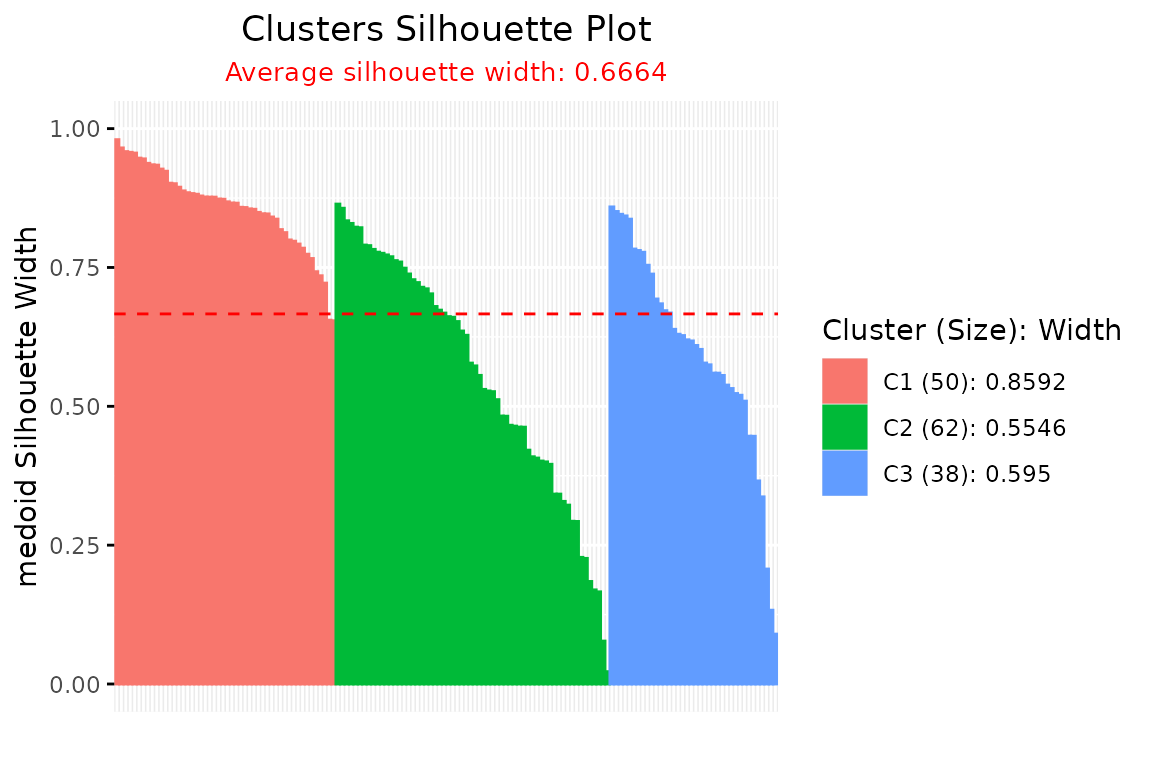 Clusters Silhouette Plot
Average silhouette width: 0.6664
medoid Silhouette Width
1.00
0.75
0.50
0.25
0.00
Cluster (Size): Width
C1 (50): 0.8592
C2 (62): 0.5546
C3 (38): 0.595